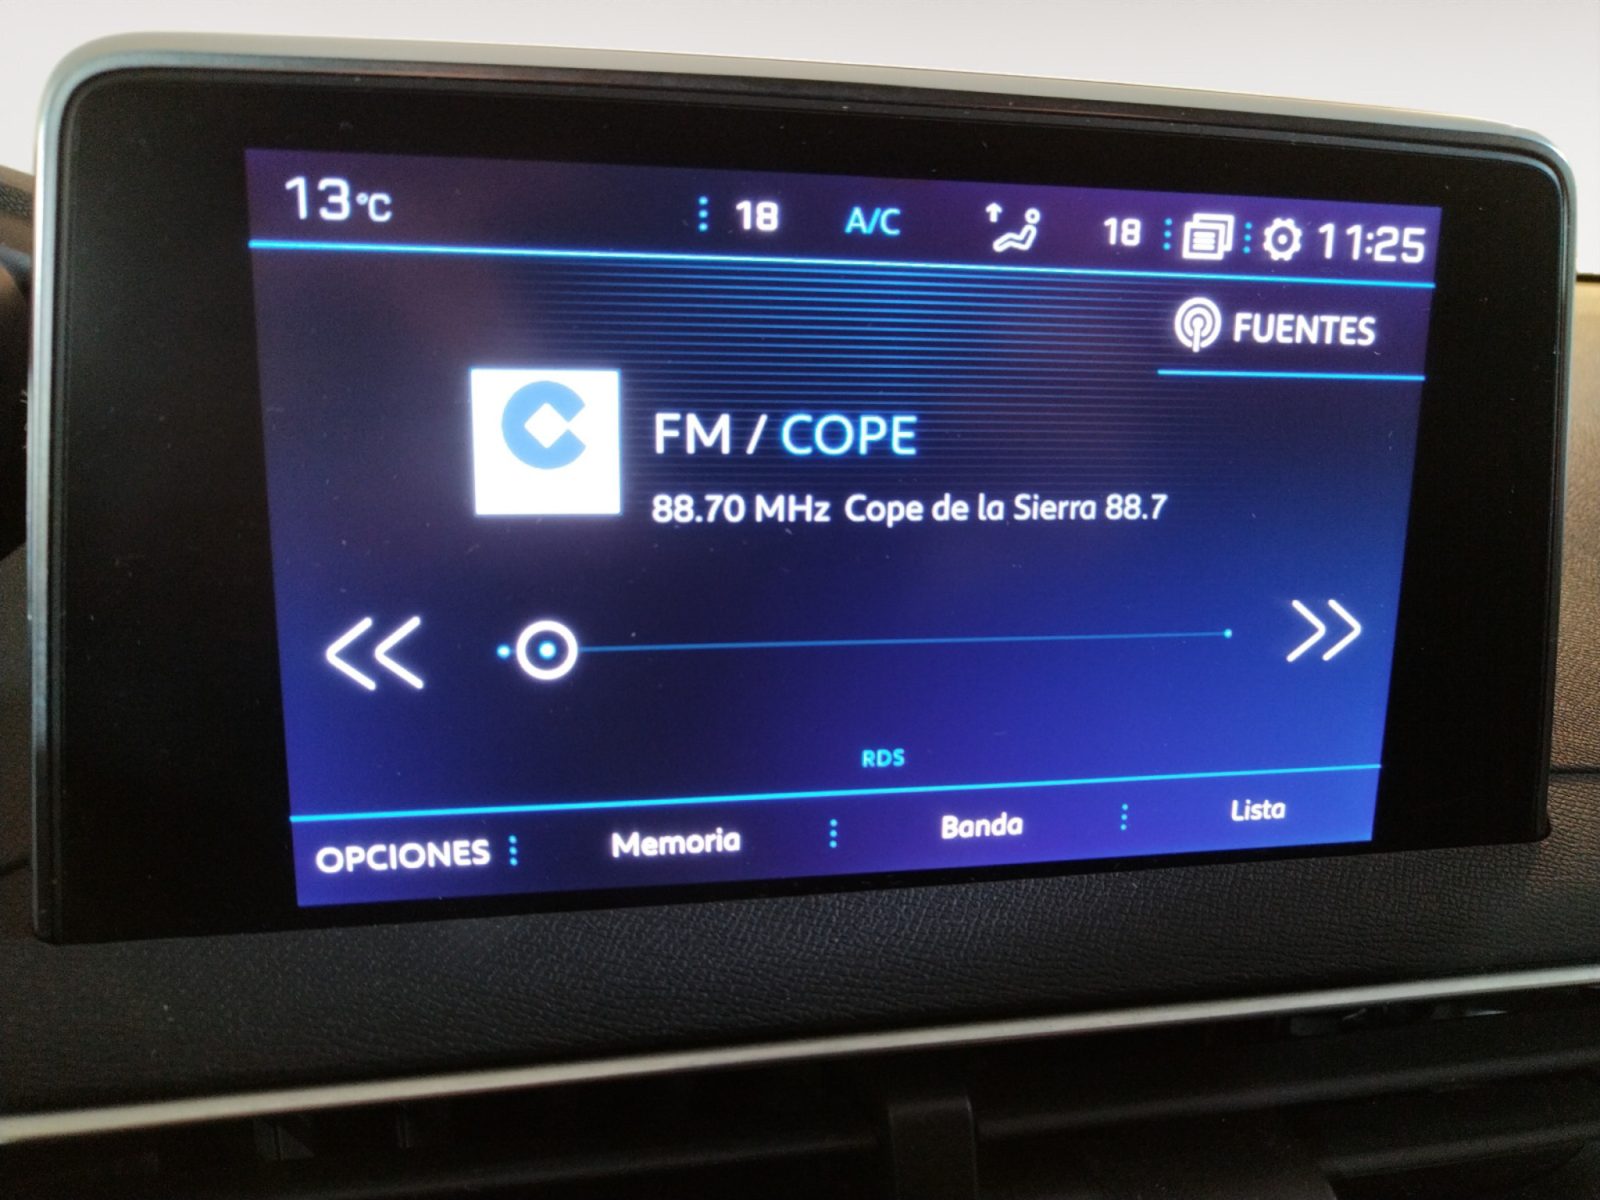 13°C 18 A/C 18 11:25
FUENTES
FM / COPE
88.70 MHz Cope de la Sierra 88.7
RDS
OPCIONES Memoria Banda Lista